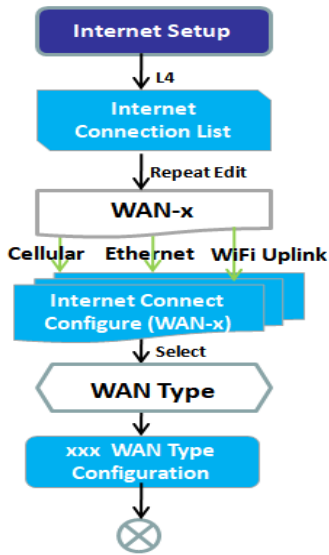 Internet Setup
L4
Internet
Connection List
Repeat Edit
WAN-x
Cellular Ethernet WiFi Uplink
Internet Connect
Configure (WAN-x)
Select
WAN Type
xxx WAN Type
Configuration